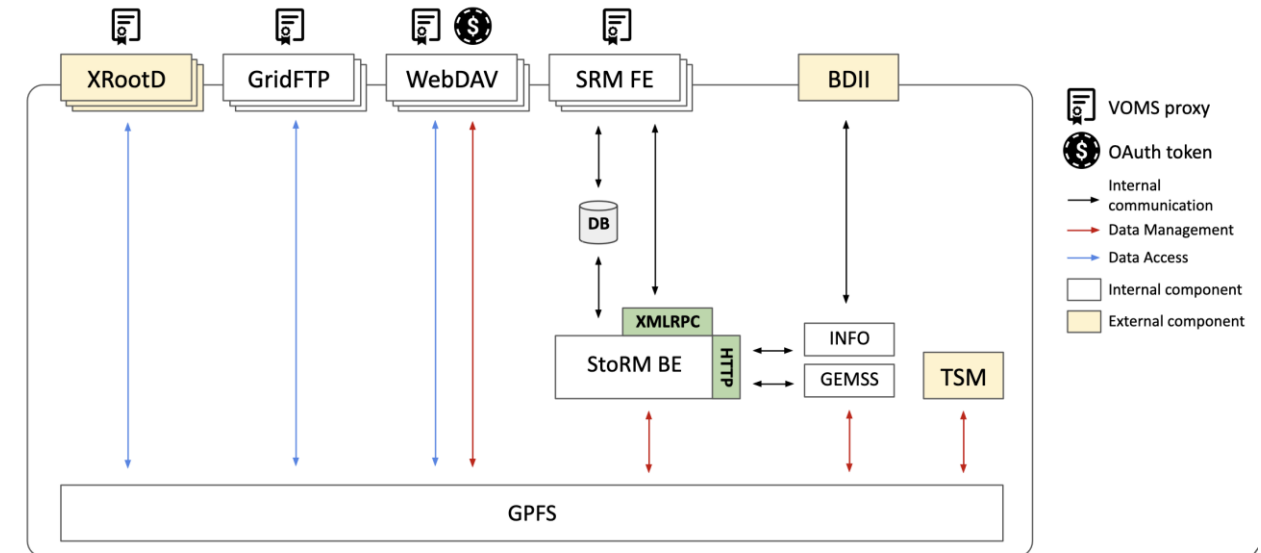 XRootD
GridFTP
WebDAV
SRM FE
BDII
VOMS proxy
$
OAuth token
Internal
communication
Data Management
Data Access
Internal component
External component
$
DB
XMLRPC
StoRM BE
HTTP
INFO
GEMSS
TSM
GPFS